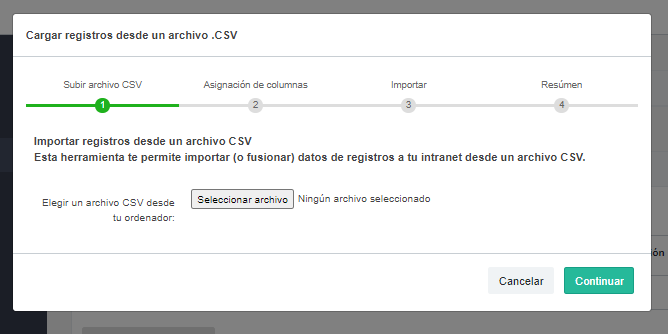 Cargar registros desde un archivo .CSV
Subir archivo CSV
Asignación de columnas
Importar
Resúmen
1
2
3
4
Importar registros desde un archivo CSV
Esta herramienta te permite importar (o fusionar) datos de registros a tu intranet desde un archivo CSV.
Elegir un archivo CSV desde
tu ordenador:
Seleccionar archivo
Ningún archivo seleccionado
ón
Cancelar
Continuar